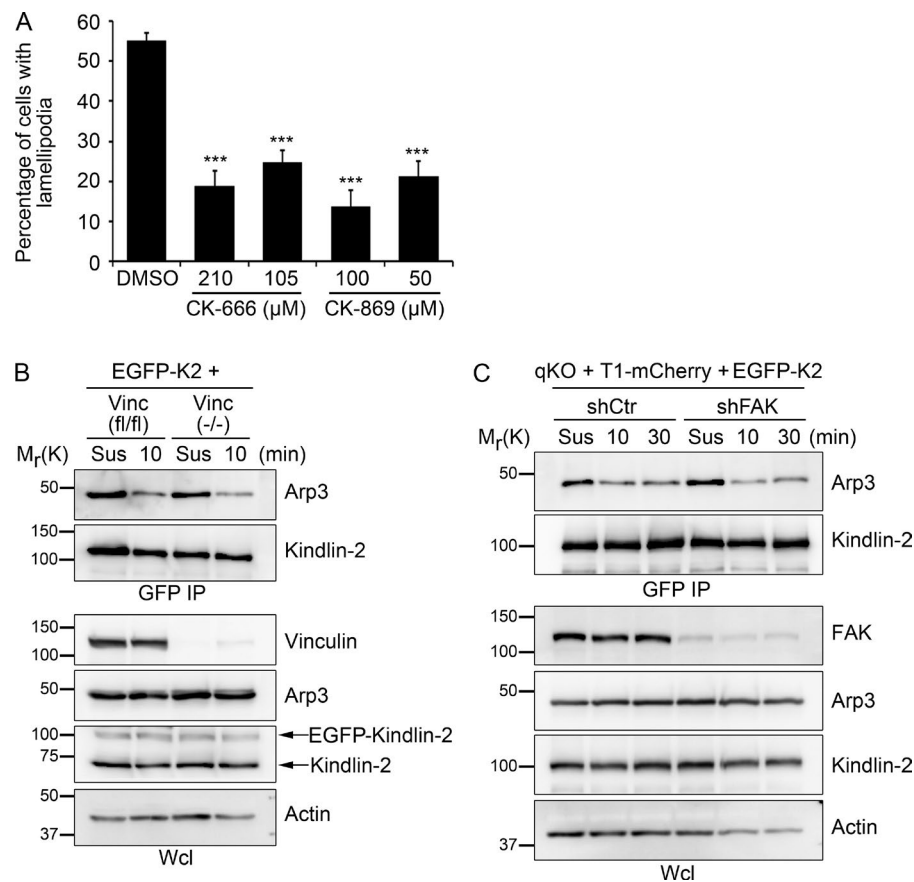 A
Percentage of cells with
lamellipodia
60
50
40
30
20
10
0
***
***
***
***
DMSO 210 105 100 50
CK-666 (µM) CK-869 (µM)
B
EGFP-K2 +
Vinc
(fl/fl)
Vinc
(-/-)
Mr(K) Sus 10 Sus 10 (min)
50 Arp3
150
100 Kindlin-2
GFP IP
150
100 Vinculin
50 Arp3
100 EGFP-Kindlin-2
75 Kindlin-2
50
37 Actin
Wcl
C
qKO + T1-mCherry + EGFP-K2
shCtr shFAK
Mr(K) Sus 10 30 Sus 10 30 (min)
50 Arp3
100 Kindlin-2
GFP IP
150
100 FAK
50 Arp3
100 Kindlin-2
37 Actin
Wcl